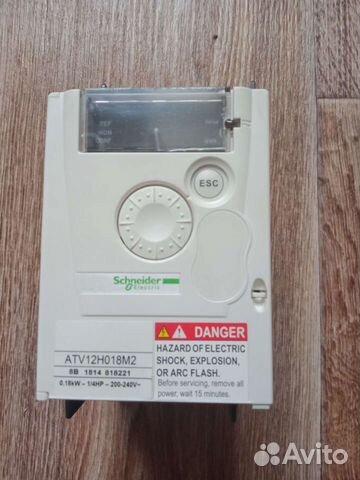 REF
MON
CONF
ESC
Schneider
Electric
DANGER
HAZARD OF ELECTRIC
SHOCK, EXPLOSION,
OR ARC FLASH.
Before servicing, remove all
power, wait 15 minutes.
ATV12H018M2
8B 1814 818221
0,18kW - 1/4HP - 200-240V~
Avito